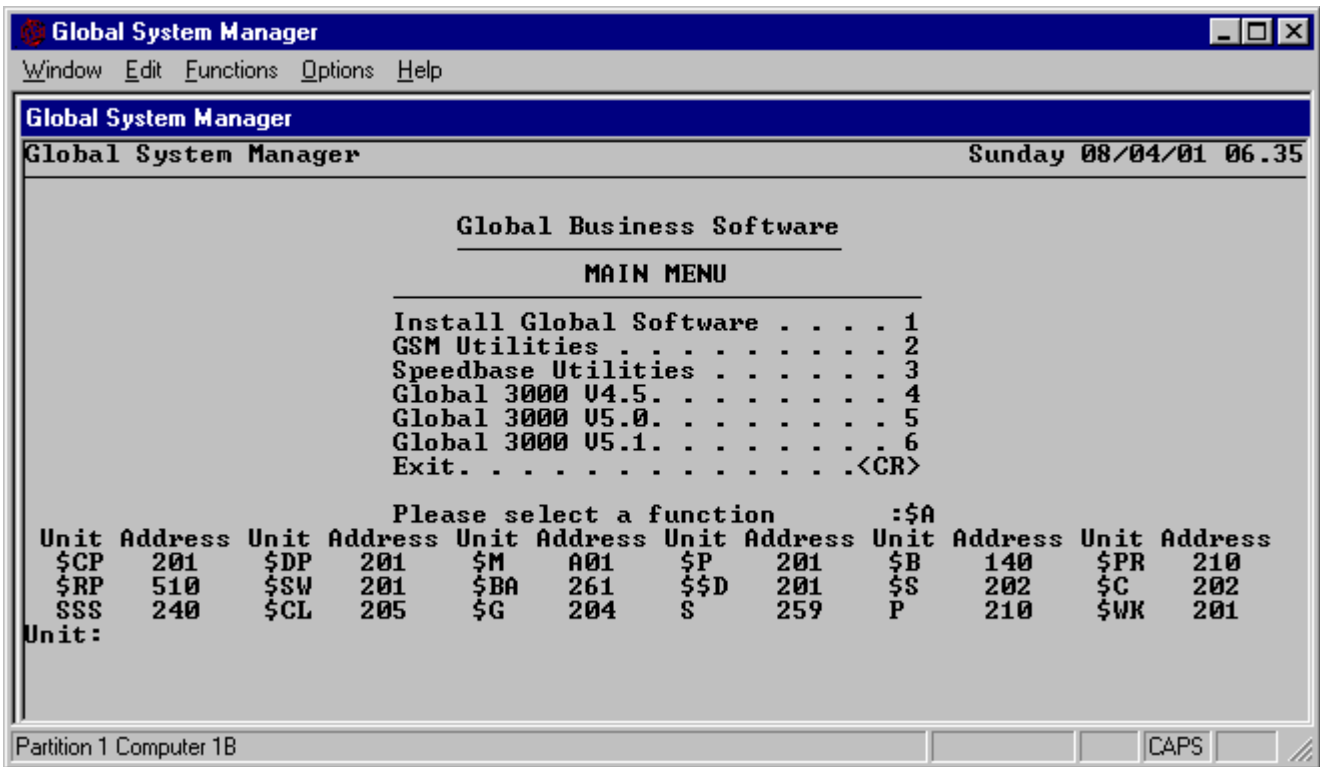 Global System Manager
Window Edit Functions Options Help
Global System Manager
Global System Manager Sunday 08/04/01 06.35
Global Business Software
MAIN MENU
Install Global Software . . . . 1
GSM Utilities . . . . . . . . . 2
Speedbase Utilities . . . . . . 3
Global 3000 V4.5. . . . . . . . 4
Global 3000 V5.0. . . . . . . . 5
Global 3000 V5.1. . . . . . . . 6
Exit. . . . . . . . . . . . . .<CR>
Please select a function :$A
Unit Address Unit Address Unit Address Unit Address Unit Address Unit Address
$CP 201 $DP 201 $M A01 $P 201 $B 140 $PR 210
$RP 510 $SW 201 $BA 261 $$D 201 $S 202 $C 202
SSS 240 $CL 205 $G 204 S 259 P 210 $WK 201
Unit:
Partition 1 Computer 1B CAPS